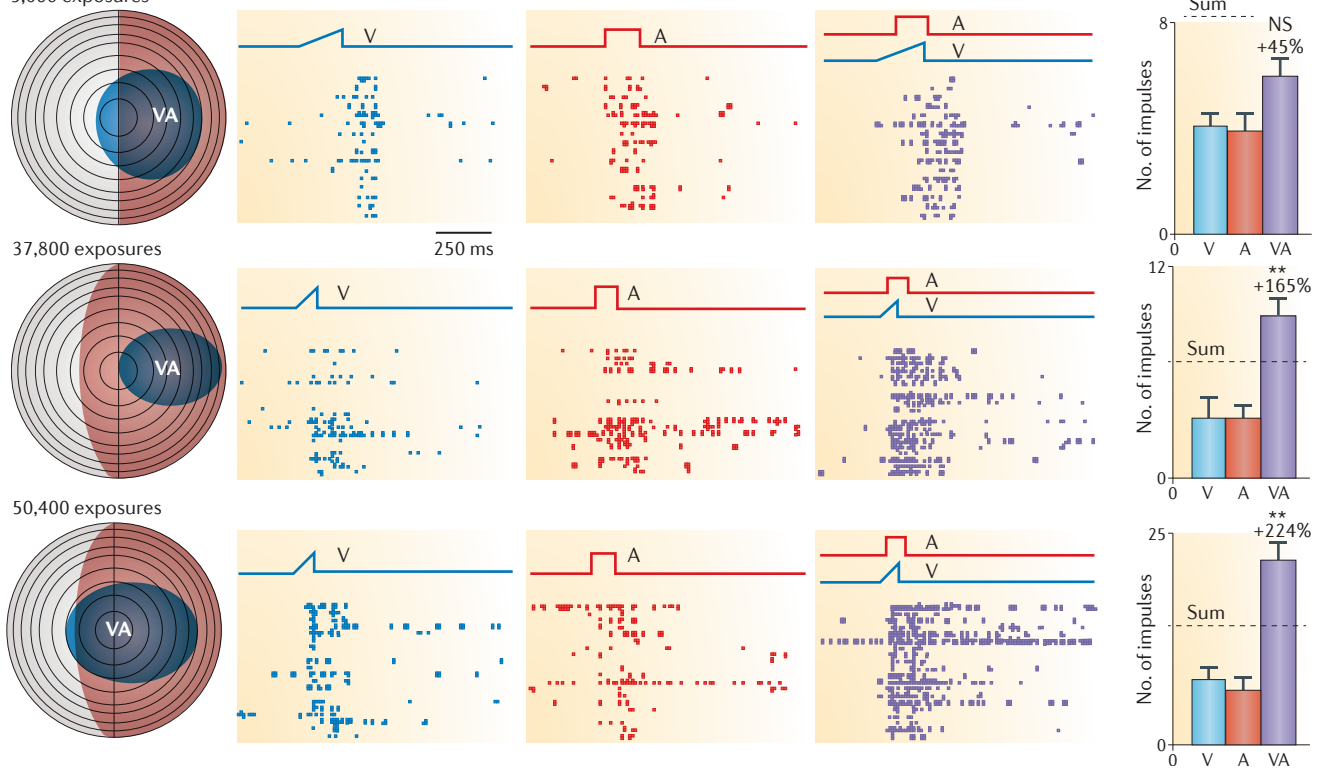 exposures
VA
V
A
A
V
Sum
8
NS
+45%
No. of impulses
0
0 V A VA
250 ms
37,800 exposures
VA
V
A
A
V
12
**
+165%
Sum
No. of impulses
0
0 V A VA
50,400 exposures
VA
V
A
A
V
25
**
+224%
Sum
No. of impulses
0
0 V A VA